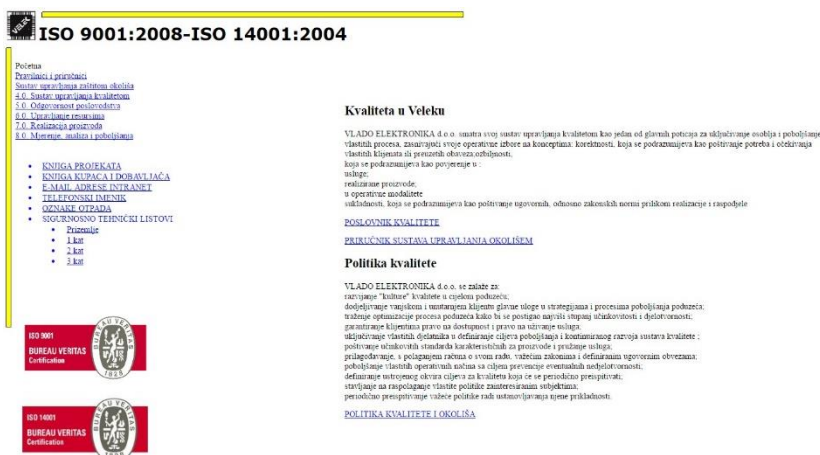 VELEK
ISO 9001:2008-ISO 14001:2004
Početna
Pravilnici i priručnici
Sustav upravljanja zaštitom okoliša
4.0. Sustav upravljanja kvalitetom
5.0. Odgovornost poslovodstva
6.0. Upravljanje resursima
7.0. Realizacija proizvoda
8.0. Mjerenje, analiza i poboljšanja
KNJIGA PROJEKATA
KNJIGA KUPACA I DOBAVLJAČA
E-MAIL ADRESE INTRANET
TELEFONSKI IMENIK
OZNAKE OTPADA
SIGURNOSNO TEHNIČKI LISTOVI
Prizemlje
1 kat
2 kat
3 kat
ISO 9001
BUREAU VERITAS
Certification
BUREAU VERITAS
1828
ISO 14001
BUREAU VERITAS
Certification
BUREAU VERITAS
1828
Kvaliteta u Veleku
VLADO ELEKTRONIKA d.o.o. smatra svoj sustav upravljanja kvalitetom kao jedan od glavnih poticaja za uključivanje osoblja i poboljšanje
vlastitih procesa, zasnivajući svoje operativne izbore na konceptima: korektnosti, koja se podrazumijeva kao poštivanje potreba i očekivanja
vlastitih klijenata ili preuzetih obaveza;ozbiljnosti,
koja se podrazumijeva kao povjerenje u :
usluge;
realizirane proizvode;
u operativne modalitete
sukladnosti, koja se podrazumijeva kao poštivanje ugovornih, odnosno zakonskih normi prilikom realizacije i raspodjele
POSLOVNIK KVALITETE
PRIRUČNIK SUSTAVA UPRAVLJANJA OKOLIŠEM
Politika kvalitete
VLADO ELEKTRONIKA d.o.o. se zalaže za:
razvijanje "kulture" kvalitete u cijelom poduzeću;
dodjeljivanje vanjskom i unutarnjem klijentu glavne uloge u strategijama i procesima poboljšanja poduzeća;
traženje optimizacije procesa poduzeća kako bi se postigao najviši stupanj učinkovitosti i djelotvornosti;
garantiranje klijentima pravo na dostupnost i pravo na uživanje usluga;
uključivanje vlastitih djelatnika u definiranje ciljeva poboljšanja i kontinuiranog razvoja sustava kvalitete ;
poštivanje učinkovitih standarda karakterističnih za proizvode i pružanje usluga;
prilagođavanje, s polaganjem računa o svom radu, važećim zakonima i definiranim ugovornim obvezama;
poboljšanje vlastitih operativnih načina sa ciljem prevencije eventualnih nedjelotvornosti;
definiranje ustrojenog okvira ciljeva za kvalitetu koja će se periodično preispitivati;
stavljanje na raspolaganje vlastite politike zainteresiranim subjektima;
periodično preispitivanje važeće politike radi ustanovljavanja njene prikladnosti.
POLITIKA KVALITETE I OKOLIŠA